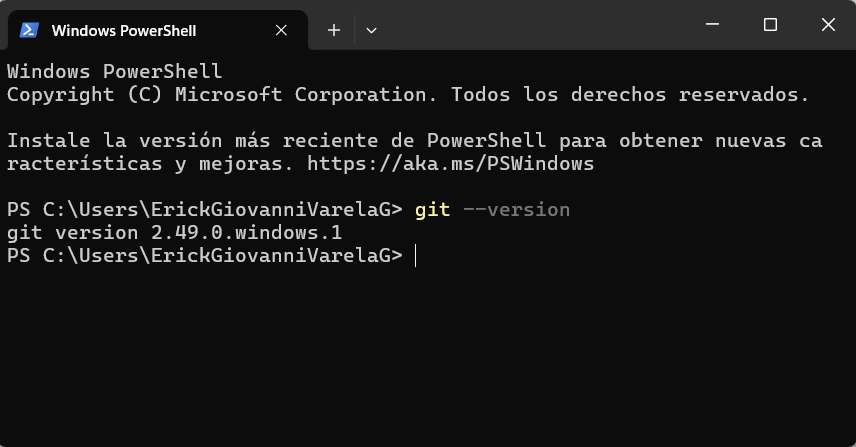 Windows PowerShell
Windows PowerShell
Copyright (C) Microsoft Corporation. Todos los derechos reservados.
Instale la versión más reciente de PowerShell para obtener nuevas ca
racterísticas y mejoras. https://aka.ms/PSWindows
PS C:\Users\ErickGiovanniVarelaG> git --version
git version 2.49.0.windows.1
PS C:\Users\ErickGiovanniVarelaG>